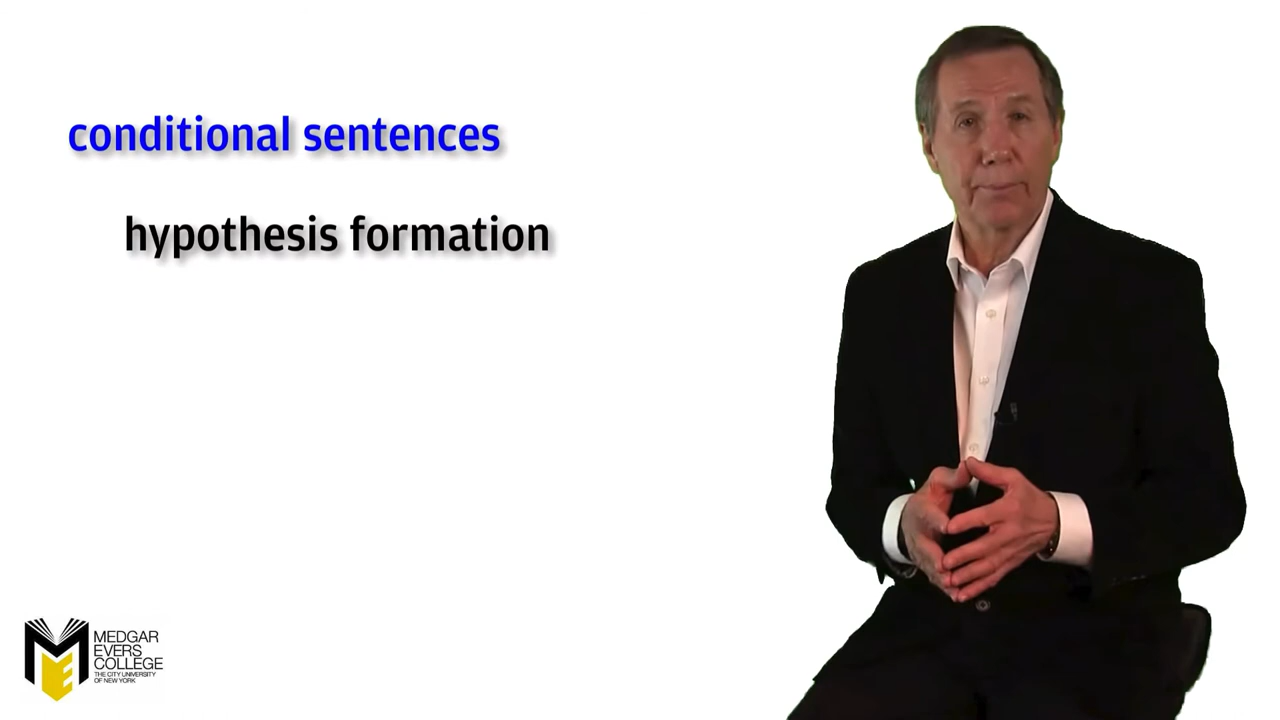 conditional sentences
hypothesis formation
MEDGAR
EVERS
COLLEGE
THE CITY UNIVERSITY
OF NEW YORK